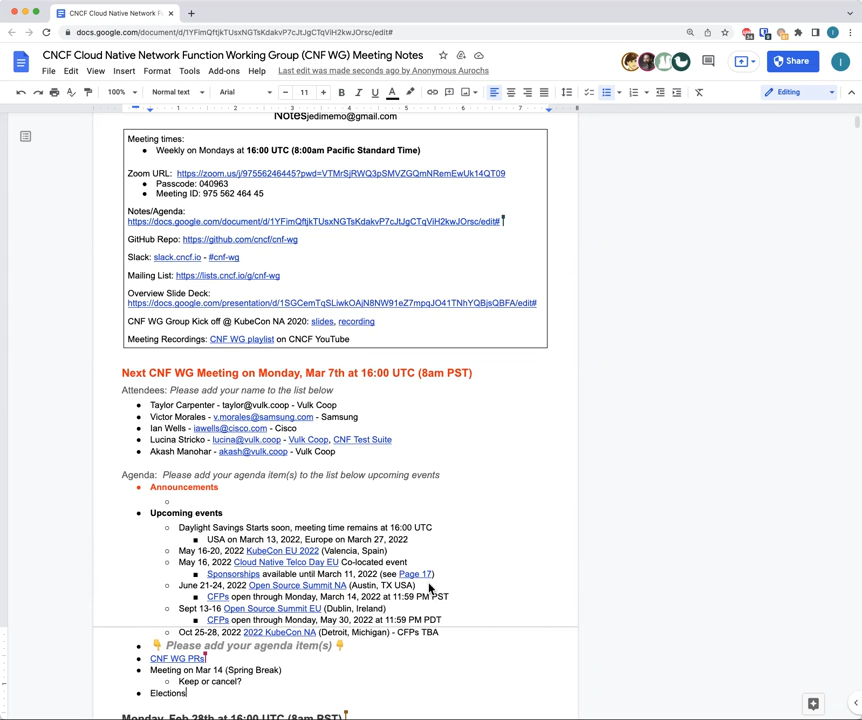 CNCF Cloud Native Network F
docs.google.com/document/d/1YFimQftjkTUsxNGTsKdakvP7cJtJgCTqViH2kwJOrsc/edit#
CNCF Cloud Native Network Function Working Group (CNF WG) Meeting Notes
File Edit View Insert Format Tools Add-ons Help Last edit was made seconds ago by Anonymous Aurochs
Share
I
100% Normal text Arial 11 B I U A Editing
1 2 3 4 5 6 7 8
Notesjedimemo@gmail.com
Meeting times:
● Weekly on Mondays at 16:00 UTC (8:00am Pacific Standard Time)
Zoom URL: https://zoom.us/j/97556246445?pwd=VTMrSjRWQ3pSMVZGQmNRemEwUk14QT09
■ Passcode: 040963
■ Meeting ID: 975 562 464 45
Notes/Agenda:
https://docs.google.com/document/d/1YFimQftjkTUsxNGTsKdakvP7cJtJgCTqViH2kwJOrsc/edit#
GitHub Repo: https://github.com/cncf/cnf-wg
Slack: slack.cncf.io - #cnf-wg
Mailing List: https://lists.cncf.io/g/cnf-wg
Overview Slide Deck:
https://docs.google.com/presentation/d/1SGCemTqSLiwkOAjN8NW91eZ7mpqJO41TNhYQBjsQBFA/edit#
CNF WG Group Kick off @ KubeCon NA 2020: slides, recording
Meeting Recordings: CNF WG playlist on CNCF YouTube
Next CNF WG Meeting on Monday, Mar 7th at 16:00 UTC (8am PST)
Attendees: Please add your name to the list below
● Taylor Carpenter - taylor@vulk.coop - Vulk Coop
● Victor Morales - v.morales@samsung.com - Samsung
● Ian Wells - iawells@cisco.com - Cisco
● Lucina Stricko - lucina@vulk.coop - Vulk Coop, CNF Test Suite
● Akash Manohar - akash@vulk.coop - Vulk Coop
Agenda: Please add your agenda item(s) to the list below upcoming events
● Announcements
○
● Upcoming events
○ Daylight Savings Starts soon, meeting time remains at 16:00 UTC
■ USA on March 13, 2022, Europe on March 27, 2022
○ May 16-20, 2022 KubeCon EU 2022 (Valencia, Spain)
○ May 16, 2022 Cloud Native Telco Day EU Co-located event
■ Sponsorships available until March 11, 2022 (see Page 17)
○ June 21-24, 2022 Open Source Summit NA (Austin, TX USA)
■ CFPs open through Monday, March 14, 2022 at 11:59 PM PST
○ Sept 13-16 Open Source Summit EU (Dublin, Ireland)
■ CFPs open through Monday, May 30, 2022 at 11:59 PM PDT
○ Oct 25-28, 2022 2022 KubeCon NA (Detroit, Michigan) - CFPs TBA
● 👇 Please add your agenda item(s) 👇
● CNF WG PRs
● Meeting on Mar 14 (Spring Break)
○ Keep or cancel?
● Elections
Monday, Feb 28th at 16:00 UTC (8am PST)